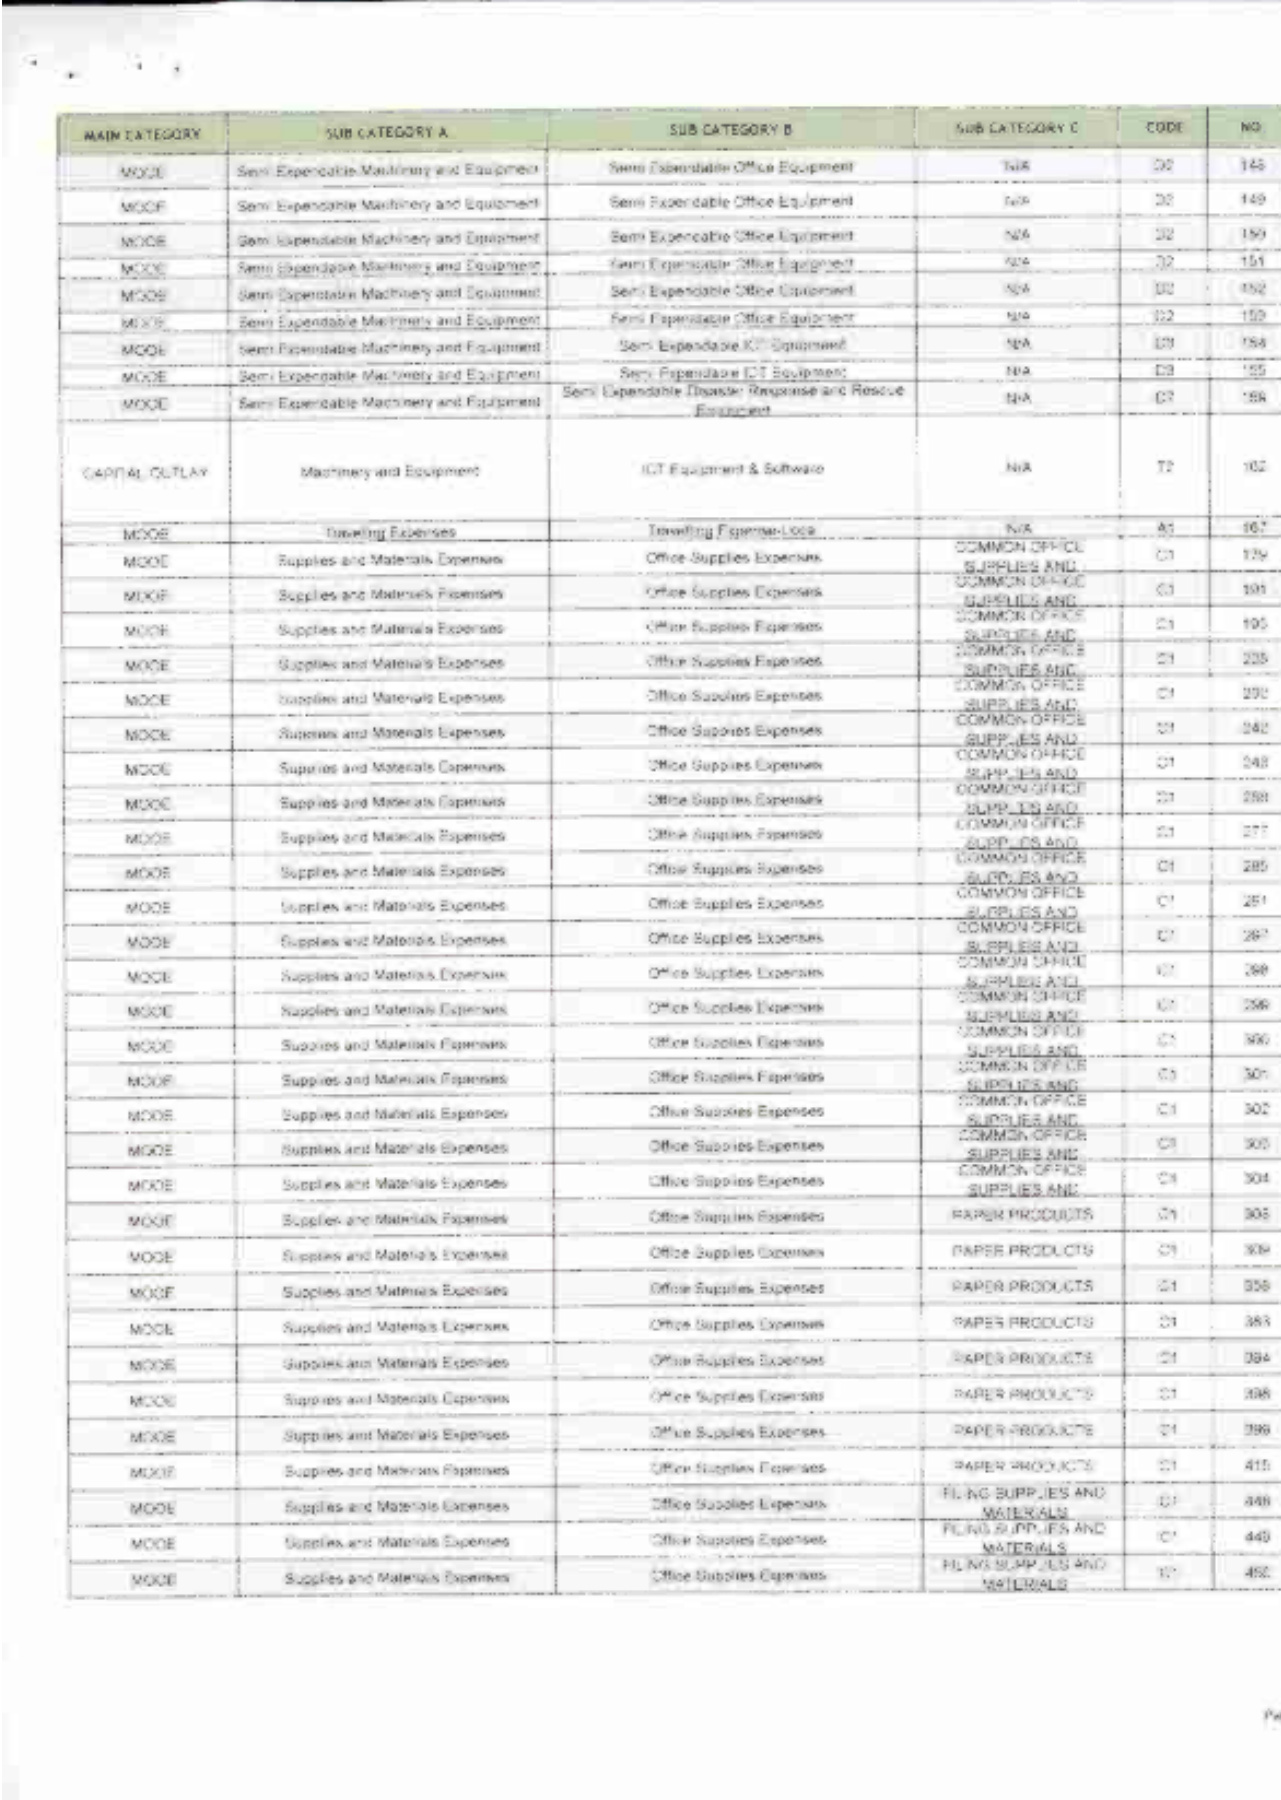 MAIN CATEGORY SUB CATEGORY A SUB CATEGORY B SUB CATEGORY C CODE NO
MOOE Semi Expendable Machinery and Equipment Semi Expendable Office Equipment N/A D2 148
MOOE Semi Expendable Machinery and Equipment Semi Expendable Office Equipment N/A D2 149
MOOE Semi Expendable Machinery and Equipment Semi Expendable Office Equipment N/A D2 150
MOOE Semi Expendable Machinery and Equipment Semi Expendable Office Equipment N/A D2 151
MOOE Semi Expendable Machinery and Equipment Semi Expendable Office Equipment N/A D2 152
MOOE Semi Expendable Machinery and Equipment Semi Expendable Office Equipment N/A D2 153
MOOE Semi Expendable Machinery and Equipment Semi Expendable ICT Equipment N/A D3 154
MOOE Semi Expendable Machinery and Equipment Semi Expendable ICT Equipment N/A D3 155
MOOE Semi Expendable Machinery and Equipment Semi Expendable Disaster Response and Rescue
Equipment N/A
CAPITAL OUTLAY Machinery and Equipment ICT Equipment & Software N/A T2 162
MOOE Traveling Expenses Travelling Expense-Local N/A A1 167
MOOE Supplies and Materials Expenses Office Supplies Expenses COMMON OFFICE
SUPPLIES AND C1 179
MOOE Supplies and Materials Expenses Office Supplies Expenses COMMON OFFICE
SUPPLIES AND C1 191
MOOE Supplies and Materials Expenses Office Supplies Expenses COMMON OFFICE
SUPPLIES AND C1
MOOE Supplies and Materials Expenses Office Supplies Expenses COMMON OFFICE
SUPPLIES AND C1
MOOE Supplies and Materials Expenses Office Supplies Expenses COMMON OFFICE
SUPPLIES AND C1
MOOE Supplies and Materials Expenses Office Supplies Expenses COMMON OFFICE
SUPPLIES AND C1 242
MOOE Supplies and Materials Expenses Office Supplies Expenses COMMON OFFICE
SUPPLIES AND C1
MOOE Supplies and Materials Expenses Office Supplies Expenses COMMON OFFICE
SUPPLIES AND C1
MOOE Supplies and Materials Expenses Office Supplies Expenses COMMON OFFICE
SUPPLIES AND C1 277
MOOE Supplies and Materials Expenses Office Supplies Expenses COMMON OFFICE
SUPPLIES AND C1 285
MOOE Supplies and Materials Expenses Office Supplies Expenses COMMON OFFICE
SUPPLIES AND C1
MOOE Supplies and Materials Expenses Office Supplies Expenses COMMON OFFICE
SUPPLIES AND C1 297
MOOE Supplies and Materials Expenses Office Supplies Expenses COMMON OFFICE
SUPPLIES AND C1 298
MOOE Supplies and Materials Expenses Office Supplies Expenses COMMON OFFICE
SUPPLIES AND C1 299
MOOE Supplies and Materials Expenses Office Supplies Expenses COMMON OFFICE
SUPPLIES AND C1 300
MOOE Supplies and Materials Expenses Office Supplies Expenses COMMON OFFICE
SUPPLIES AND C1 301
MOOE Supplies and Materials Expenses Office Supplies Expenses COMMON OFFICE
SUPPLIES AND C1 302
MOOE Supplies and Materials Expenses Office Supplies Expenses COMMON OFFICE
SUPPLIES AND C1 303
MOOE Supplies and Materials Expenses Office Supplies Expenses COMMON OFFICE
SUPPLIES AND C1 304
MOOE Supplies and Materials Expenses Office Supplies Expenses PAPER PRODUCTS C1
MOOE Supplies and Materials Expenses Office Supplies Expenses PAPER PRODUCTS C1 309
MOOE Supplies and Materials Expenses Office Supplies Expenses PAPER PRODUCTS C1
MOOE Supplies and Materials Expenses Office Supplies Expenses PAPER PRODUCTS C1 383
MOOE Supplies and Materials Expenses Office Supplies Expenses PAPER PRODUCTS C1
MOOE Supplies and Materials Expenses Office Supplies Expenses PAPER PRODUCTS C1
MOOE Supplies and Materials Expenses Office Supplies Expenses PAPER PRODUCTS C1
MOOE Supplies and Materials Expenses Office Supplies Expenses PAPER PRODUCTS C1 415
MOOE Supplies and Materials Expenses Office Supplies Expenses FILING SUPPLIES AND
MATERIALS C1
MOOE Supplies and Materials Expenses Office Supplies Expenses FILING SUPPLIES AND
MATERIALS C1 449
MOOE Supplies and Materials Expenses Office Supplies Expenses FILING SUPPLIES AND
MATERIALS C1